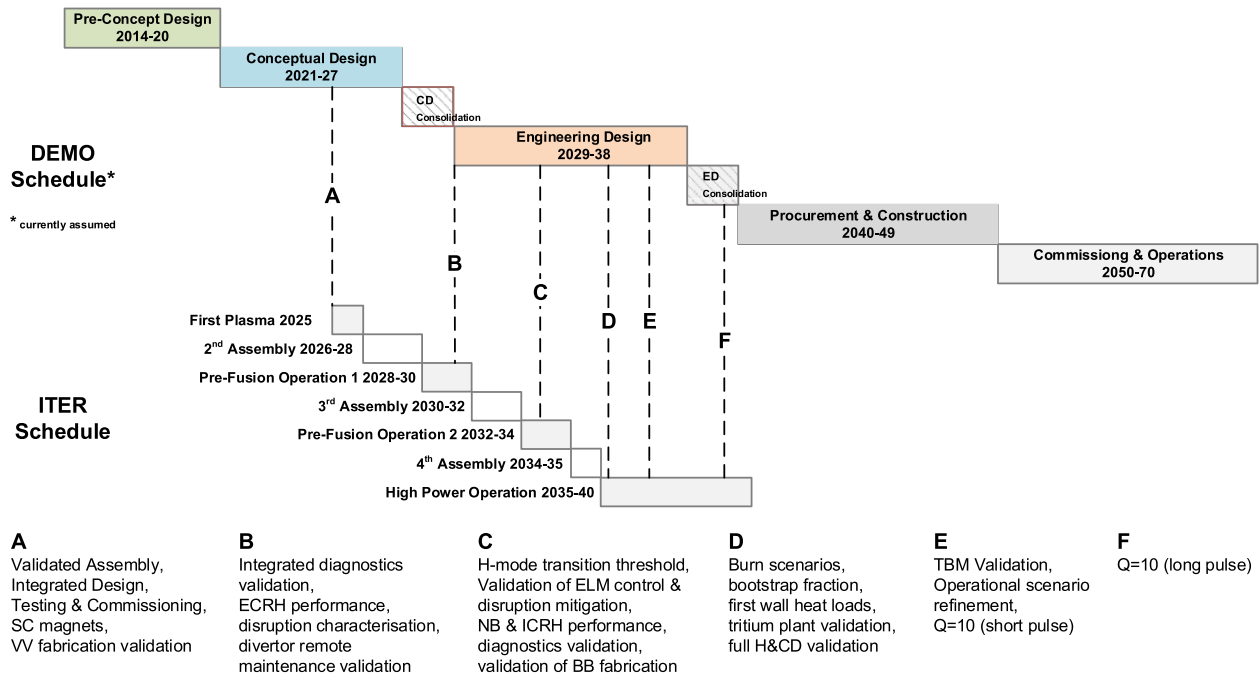 Pre-Concept Design
2014-20
Conceptual Design
2021-27
CD
Consolidation
Engineering Design
2029-38
DEMO
Schedule*
* currently assumed
ED
Consolidation
Procurement & Construction
2040-49
Commissiong & Operations
2050-70
A
B
C
D
E
F
First Plasma 2025
2nd Assembly 2026-28
Pre-Fusion Operation 1 2028-30
3rd Assembly 2030-32
Pre-Fusion Operation 2 2032-34
4th Assembly 2034-35
High Power Operation 2035-40
ITER
Schedule
A
Validated Assembly,
Integrated Design,
Testing & Commissioning,
SC magnets,
VV fabrication validation
B
Integrated diagnostics
validation,
ECRH performance,
disruption characterisation,
divertor remote
maintenance validation
C
H-mode transition threshold,
Validation of ELM control &
disruption mitigation,
NB & ICRH performance,
diagnostics validation,
validation of BB fabrication
D
Burn scenarios,
bootstrap fraction,
first wall heat loads,
tritium plant validation,
full H&CD validation
E
TBM Validation,
Operational scenario
refinement,
Q=10 (short pulse)
F
Q=10 (long pulse)